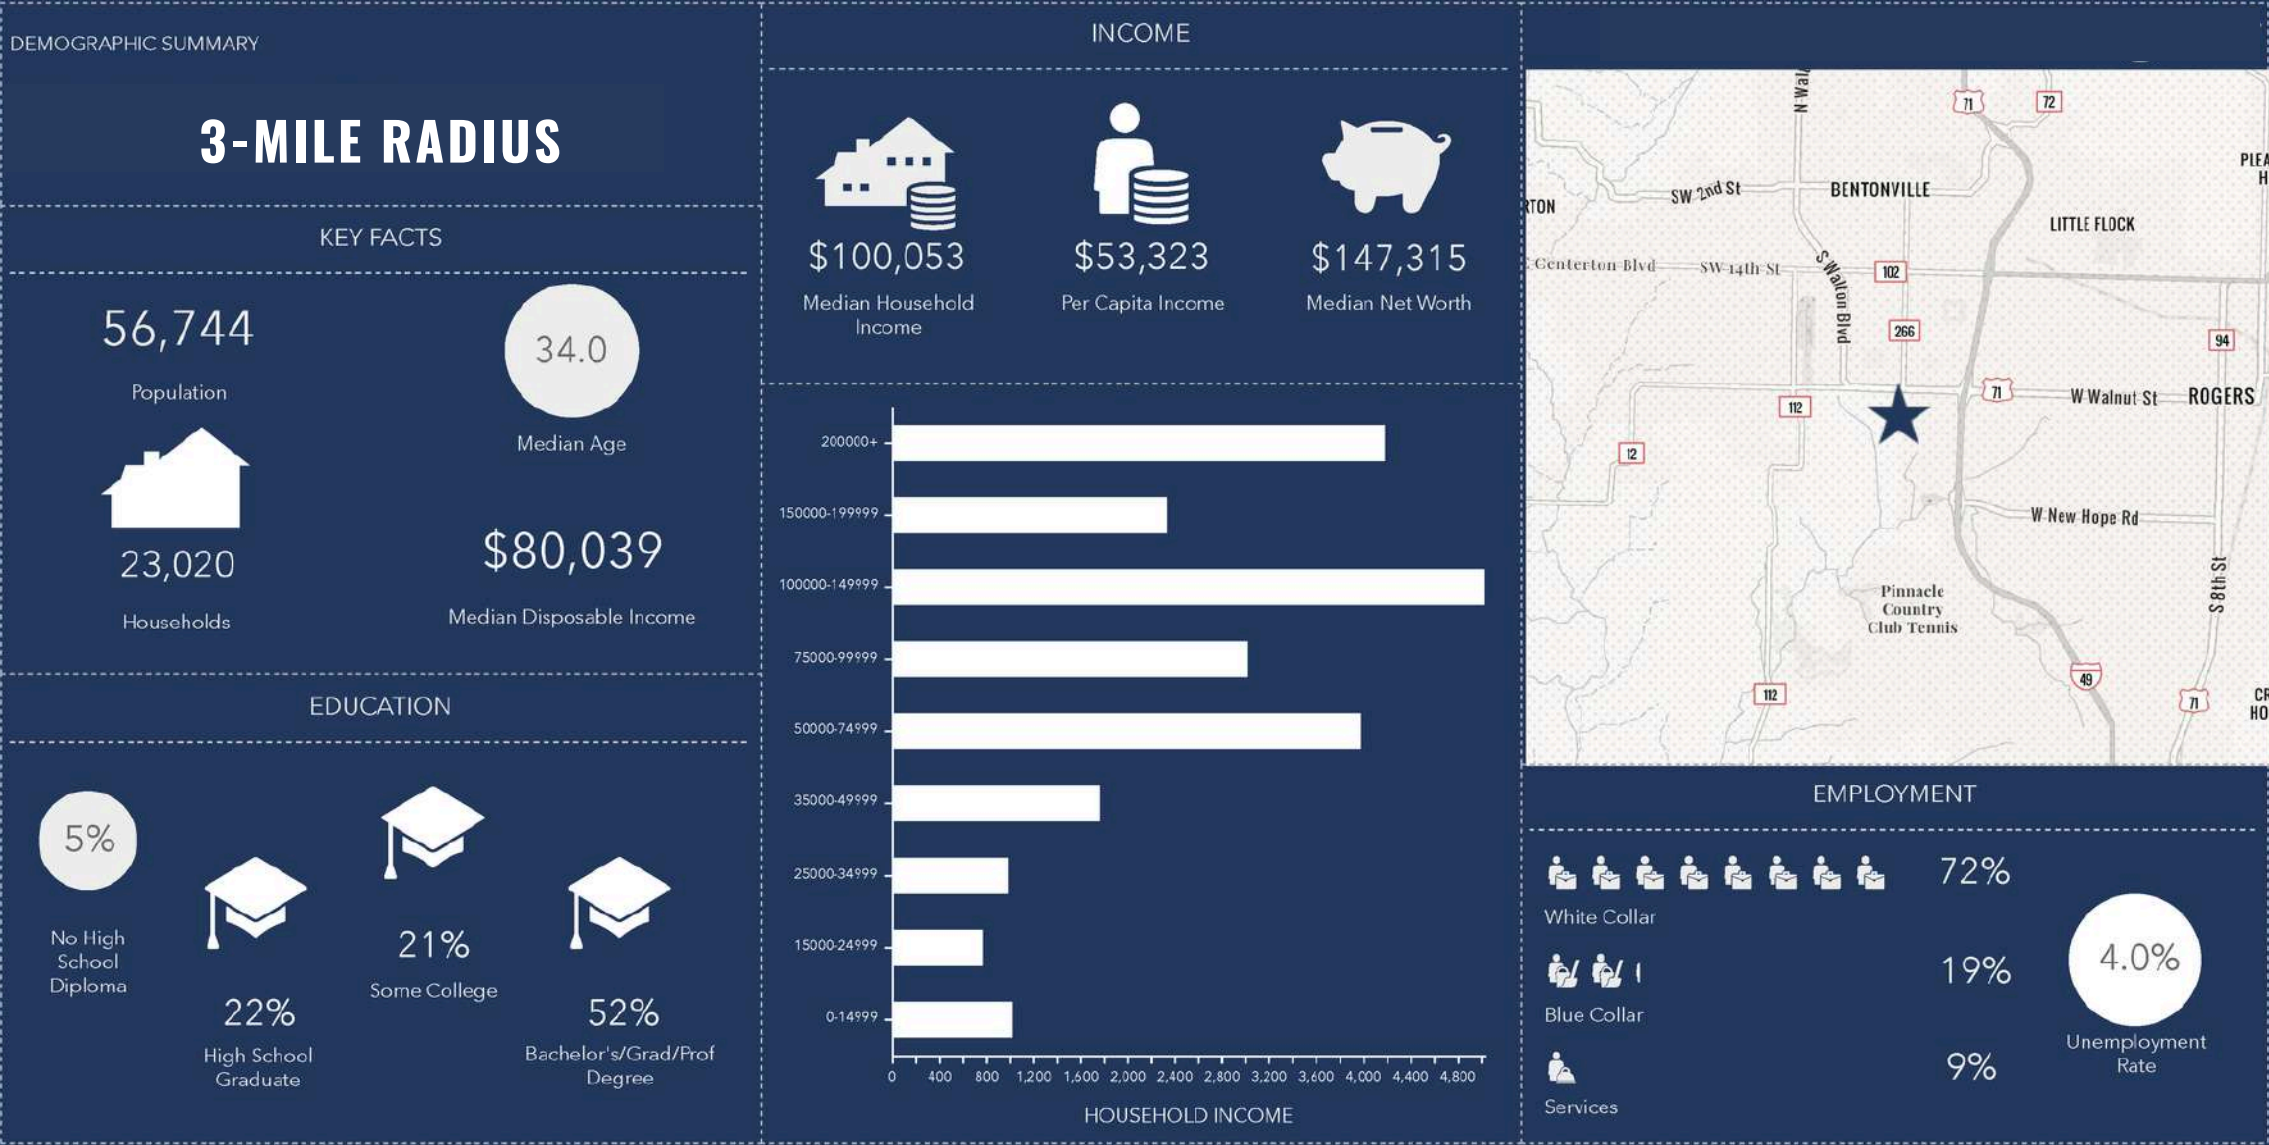 DEMOGRAPHIC SUMMARY
3-MILE RADIUS
KEY FACTS
56,744
Population
34.0
Median Age
23,020
Households
$80,039
Median Disposable Income
EDUCATION
5%
No High
School
Diploma
22%
High School
Graduate
21%
Some College
52%
Bachelor's/Grad/Prof
Degree
INCOME
$100,053
Median Household
Income
$53,323
Per Capita Income
$147,315
Median Net Worth
200000+
150000-199999
100000-149999
75000-99999
50000-74999
35000-49999
25000-34999
15000-24999
0-14999
0 400 800 1,200 1,600 2,000 2,400 2,800 3,200 3,600 4,000 4,400 4,800
HOUSEHOLD INCOME
N Wal
71
72
PLEA
H
SW 2nd St
BENTONVILLE
RTON
LITTLE FLOCK
Centerton Blvd
SW 14th St
S Walton Blvd
102
266
94
71
W Walnut St
ROGERS
112
12
W New Hope Rd
S 8th St
Pinnacle
Country
Club Tennis
49
112
71
CR
HO
EMPLOYMENT
72%
White Collar
19%
Blue Collar
9%
Services
4.0%
Unemployment
Rate